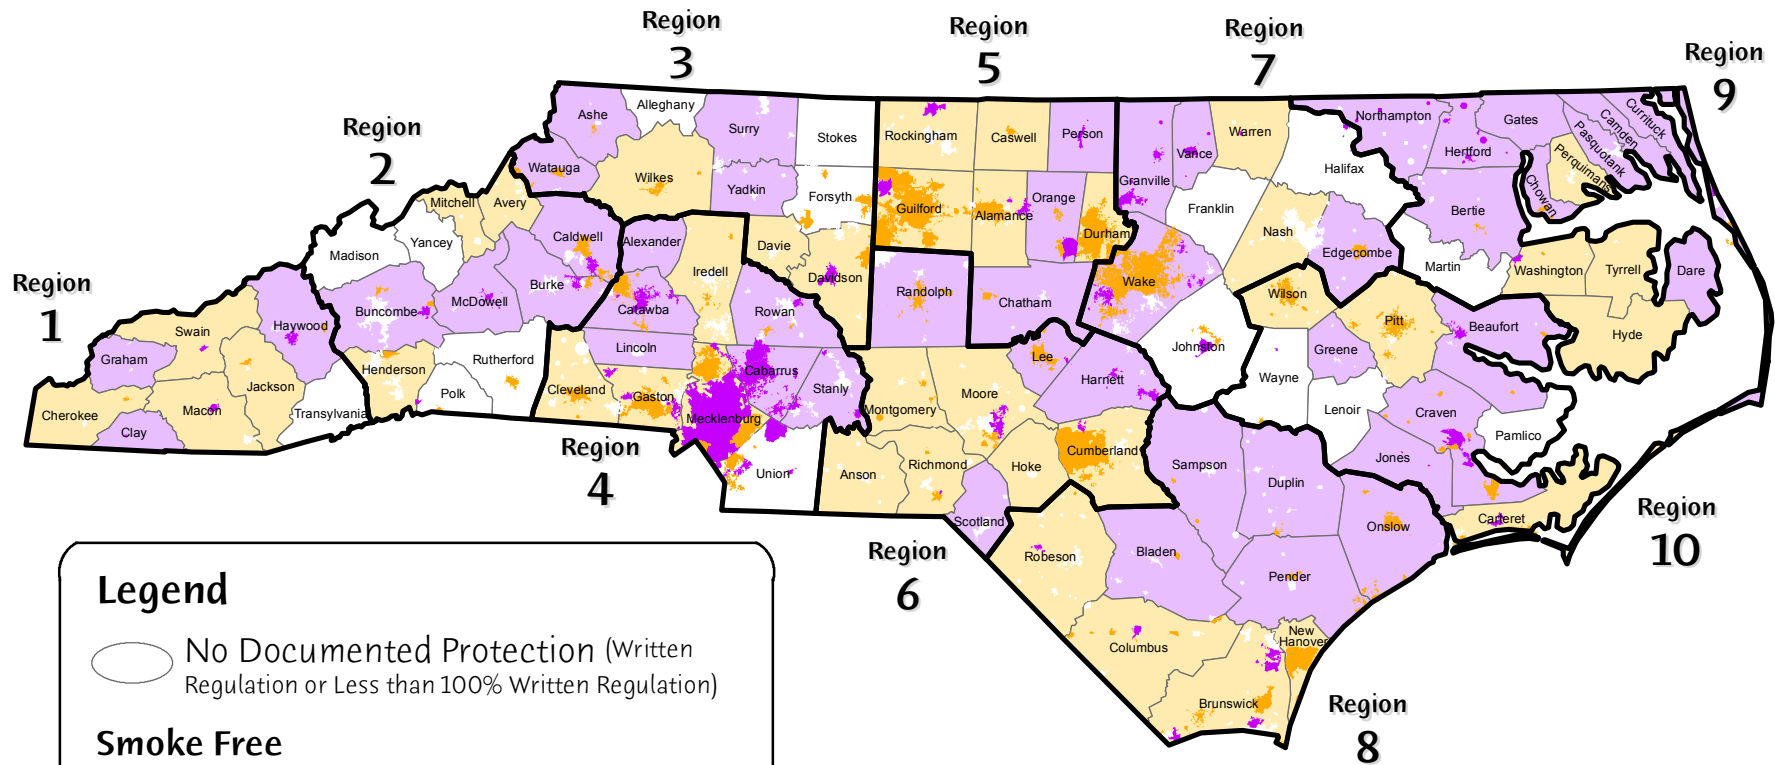 Region
3
Region
5
Region
7
Region
9
Region
2
Region
1
Region
4
Region
6
Region
8
Region
10
Ashe
Alleghany
Surry
Stokes
Watauga
Wilkes
Yadkin
Forsyth
Mitchell
Avery
Yancey
Madison
Caldwell
Alexander
Iredell
Davie
Davidson
Burke
McDowell
Buncombe
Catawba
Rowan
Haywood
Swain
Graham
Jackson
Macon
Cherokee
Clay
Transylvania
Henderson
Polk
Rutherford
Cleveland
Lincoln
Gaston
Mecklenburg
Cabarrus
Stanly
Union
Rockingham
Caswell
Person
Guilford
Alamance
Orange
Durham
Randolph
Chatham
Granville
Vance
Warren
Franklin
Halifax
Nash
Edgecombe
Wake
Wilson
Johnston
Wayne
Northampton
Hertford
Gates
Currituck
Camden
Pasquotank
Perquimans
Chowan
Bertie
Martin
Washington
Tyrrell
Dare
Hyde
Pitt
Beaufort
Greene
Lenoir
Craven
Pamlico
Jones
Carteret
Lee
Harnett
Moore
Montgomery
Anson
Richmond
Hoke
Cumberland
Scotland
Sampson
Duplin
Onslow
Robeson
Bladen
Pender
Columbus
Brunswick
New
Hanover
Legend
No Documented Protection (Written
Regulation or Less than 100% Written Regulation)
Smoke Free